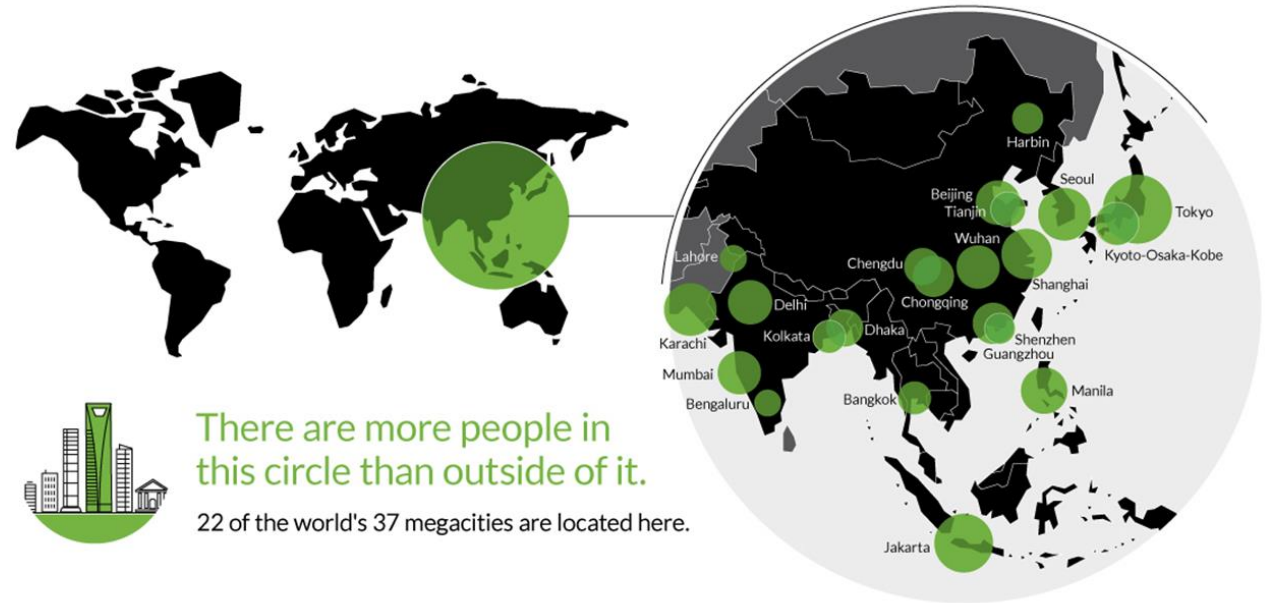 There are more people in
this circle than outside of it.
22 of the world's 37 megacities are located here.
Harbin
Seoul
Beijing
Tianjin
Tokyo
Wuhan
Kyoto-Osaka-Kobe
Lahore
Chengdu
Shanghai
Chongqing
Delhi
Kolkata
Dhaka
Karachi
Shenzhen
Guangzhou
Mumbai
Manila
Bengaluru
Bangkok
Jakarta